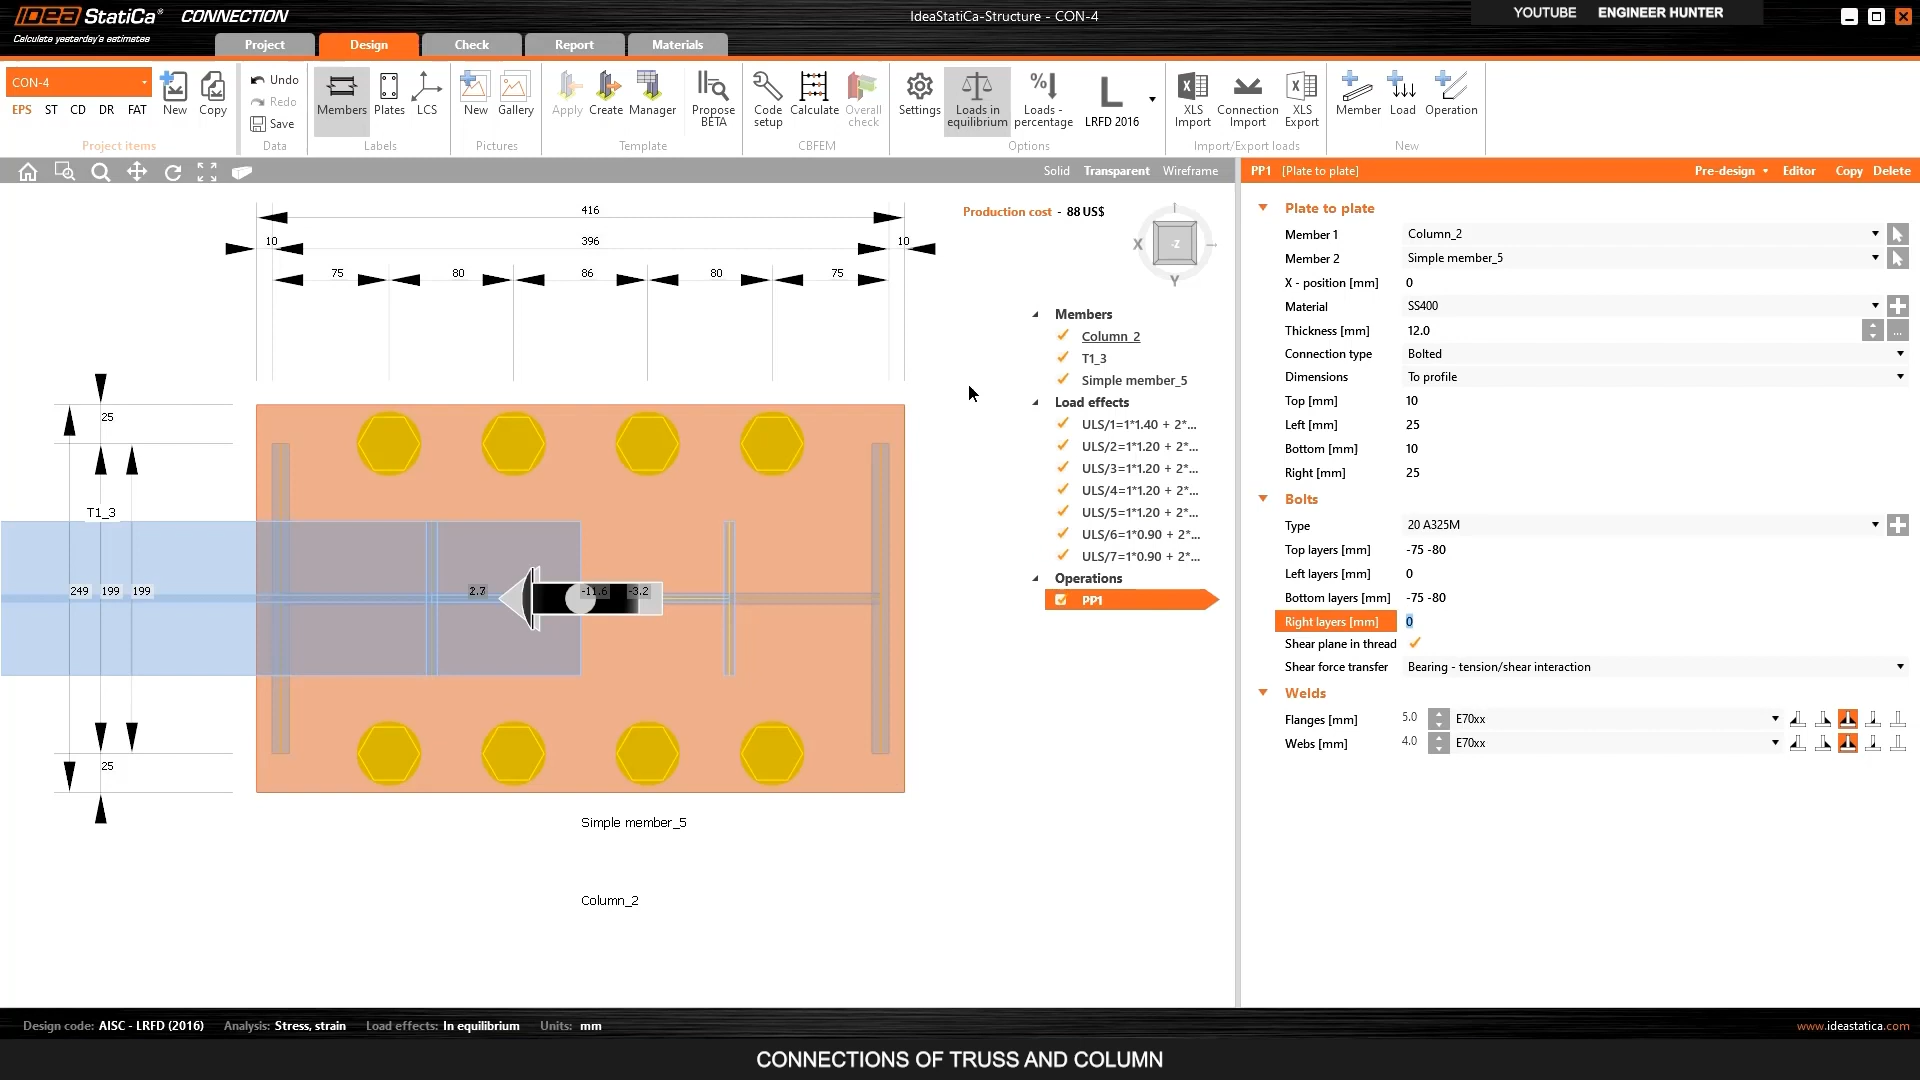 IDEA StatiCa® CONNECTION
Calculate yesterday's estimates
IdeaStatiCa-Structure - CON-4
YOUTUBE ENGINEER HUNTER
Project Design Check Report Materials
CON-4
EPS ST CD DR FAT
New Copy
Project items
Undo
Redo
Save
Data
Members Plates LCS
Labels
New Gallery
Pictures
Apply Create Manager Propose BETA
Template
Code setup Calculate Overall check
CBFEM
Settings Loads in equilibrium Loads - percentage LRFD 2016
Options
XLS Import Connection Import XLS Export
Import/Export loads
Member Load Operation
New
Solid Transparent Wireframe
PP1 [Plate to plate] Pre-design Editor Copy Delete
Production cost - 88 US$
X -Z Y
416
10 396 10
75 80 86 80 75
25
T1_3
249 199 199
2.7 -11.6 -3.2
25
Simple member_5
Column_2
Members
Column_2
T1_3
Simple member_5
Load effects
ULS/1=1*1.40 + 2*...
ULS/2=1*1.20 + 2*...
ULS/3=1*1.20 + 2*...
ULS/4=1*1.20 + 2*...
ULS/5=1*1.20 + 2*...
ULS/6=1*0.90 + 2*...
ULS/7=1*0.90 + 2*...
Operations
PP1
Plate to plate
Member 1 Column_2
Member 2 Simple member_5
X - position [mm] 0
Material SS400
Thickness [mm] 12.0 ...
Connection type Bolted
Dimensions To profile
Top [mm] 10
Left [mm] 25
Bottom [mm] 10
Right [mm] 25
Bolts
Type 20 A325M
Top layers [mm] -75 -80
Left layers [mm] 0
Bottom layers [mm] -75 -80
Right layers [mm] 0
Shear plane in thread
Shear force transfer Bearing - tension/shear interaction
Welds
Flanges [mm] 5.0 E70xx
Webs [mm] 4.0 E70xx
Design code: AISC - LRFD (2016) Analysis: Stress, strain Load effects: In equilibrium Units: mm
www.ideastatica.com
CONNECTIONS OF TRUSS AND COLUMN